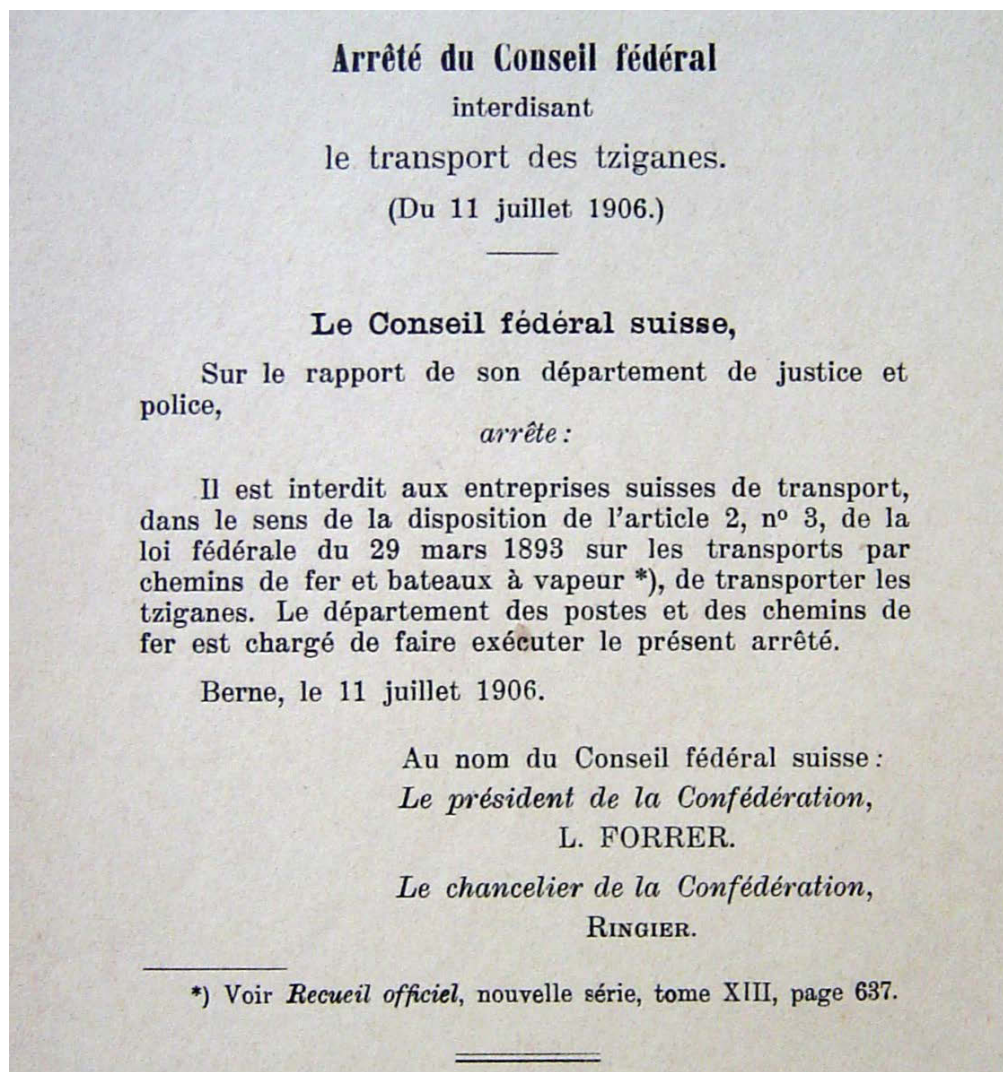 Arrêté du Conseil fédéral
interdisant
le transport des tziganes.
(Du 11 juillet 1906.)
Le Conseil fédéral suisse,
Sur le rapport de son département de justice et
police,
arrête :
Il est interdit aux entreprises suisses de transport,
dans le sens de la disposition de l'article 2, nº 3, de la
loi fédérale du 29 mars 1893 sur les transports par
chemins de fer et bateaux à vapeur *), de transporter les
tziganes. Le département des postes et des chemins de
fer est chargé de faire exécuter le présent arrêté.
Berne, le 11 juillet 1906.
Au nom du Conseil fédéral suisse :
Le président de la Confédération,
L. FORRER.
Le chancelier de la Confédération,
RINGIER.
*) Voir Recueil officiel, nouvelle série, tome XIII, page 637.